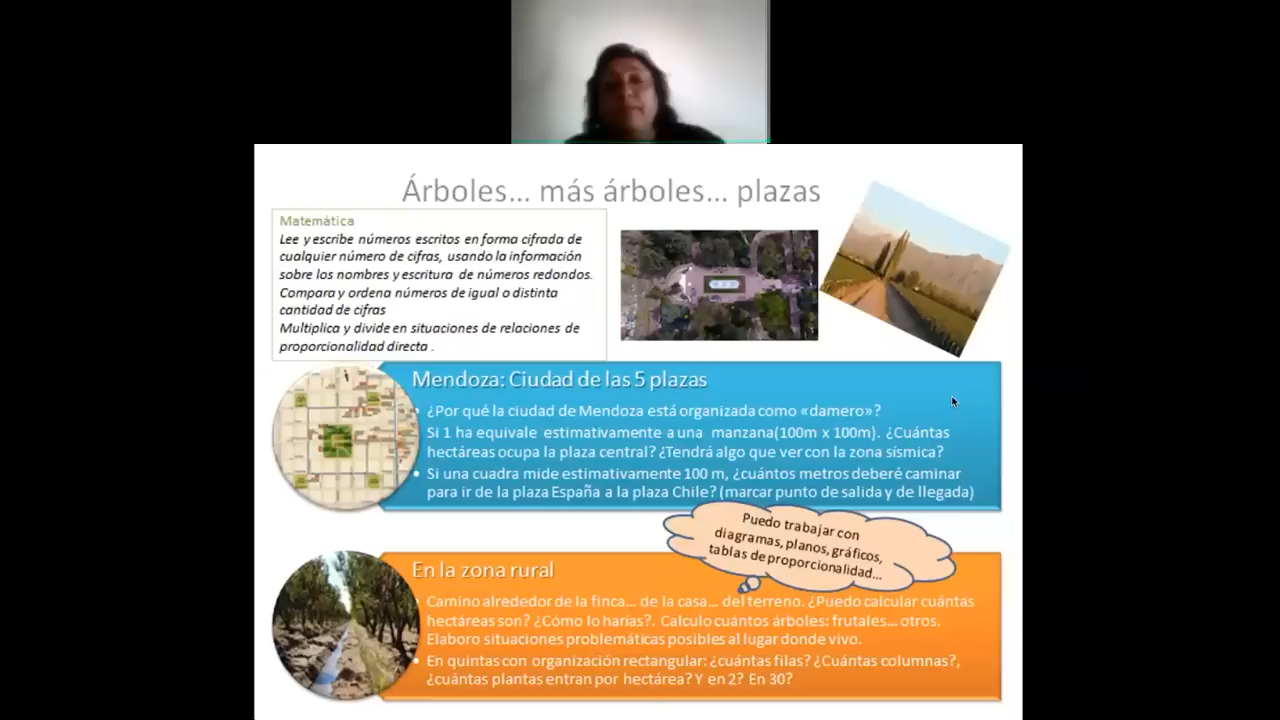 Árboles... más árboles... plazas
Matemática
Lee y escribe números escritos en forma cifrada de
cualquier número de cifras, usando la información
sobre los nombres y escritura de números redondos.
Compara y ordena números de igual o distinta
cantidad de cifras
Multiplica y divide en situaciones de relaciones de
proporcionalidad directa .
Mendoza: Ciudad de las 5 plazas
• ¿Por qué la ciudad de Mendoza está organizada como «damero»?
Si 1 ha equivale estimativamente a una manzana(100m x 100m). ¿Cuántas
hectáreas ocupa la plaza central? ¿Tendrá algo que ver con la zona sísmica?
• Si una cuadra mide estimativamente 100 m, ¿cuántos metros deberé caminar
para ir de la plaza España a la plaza Chile? (marcar punto de salida y de llegada)
Puedo trabajar con
diagramas, planos, gráficos,
tablas de proporcionalidad...
En la zona rural
• Camino alrededor de la finca... de la casa... del terreno. ¿Puedo calcular cuántas
hectáreas son? ¿Cómo lo harías?. Calculo cuántos árboles: frutales... otros.
Elaboro situaciones problemáticas posibles al lugar donde vivo.
• En quintas con organización rectangular: ¿cuántas filas? ¿Cuántas columnas?,
¿cuántas plantas entran por hectárea? Y en 2? En 30?